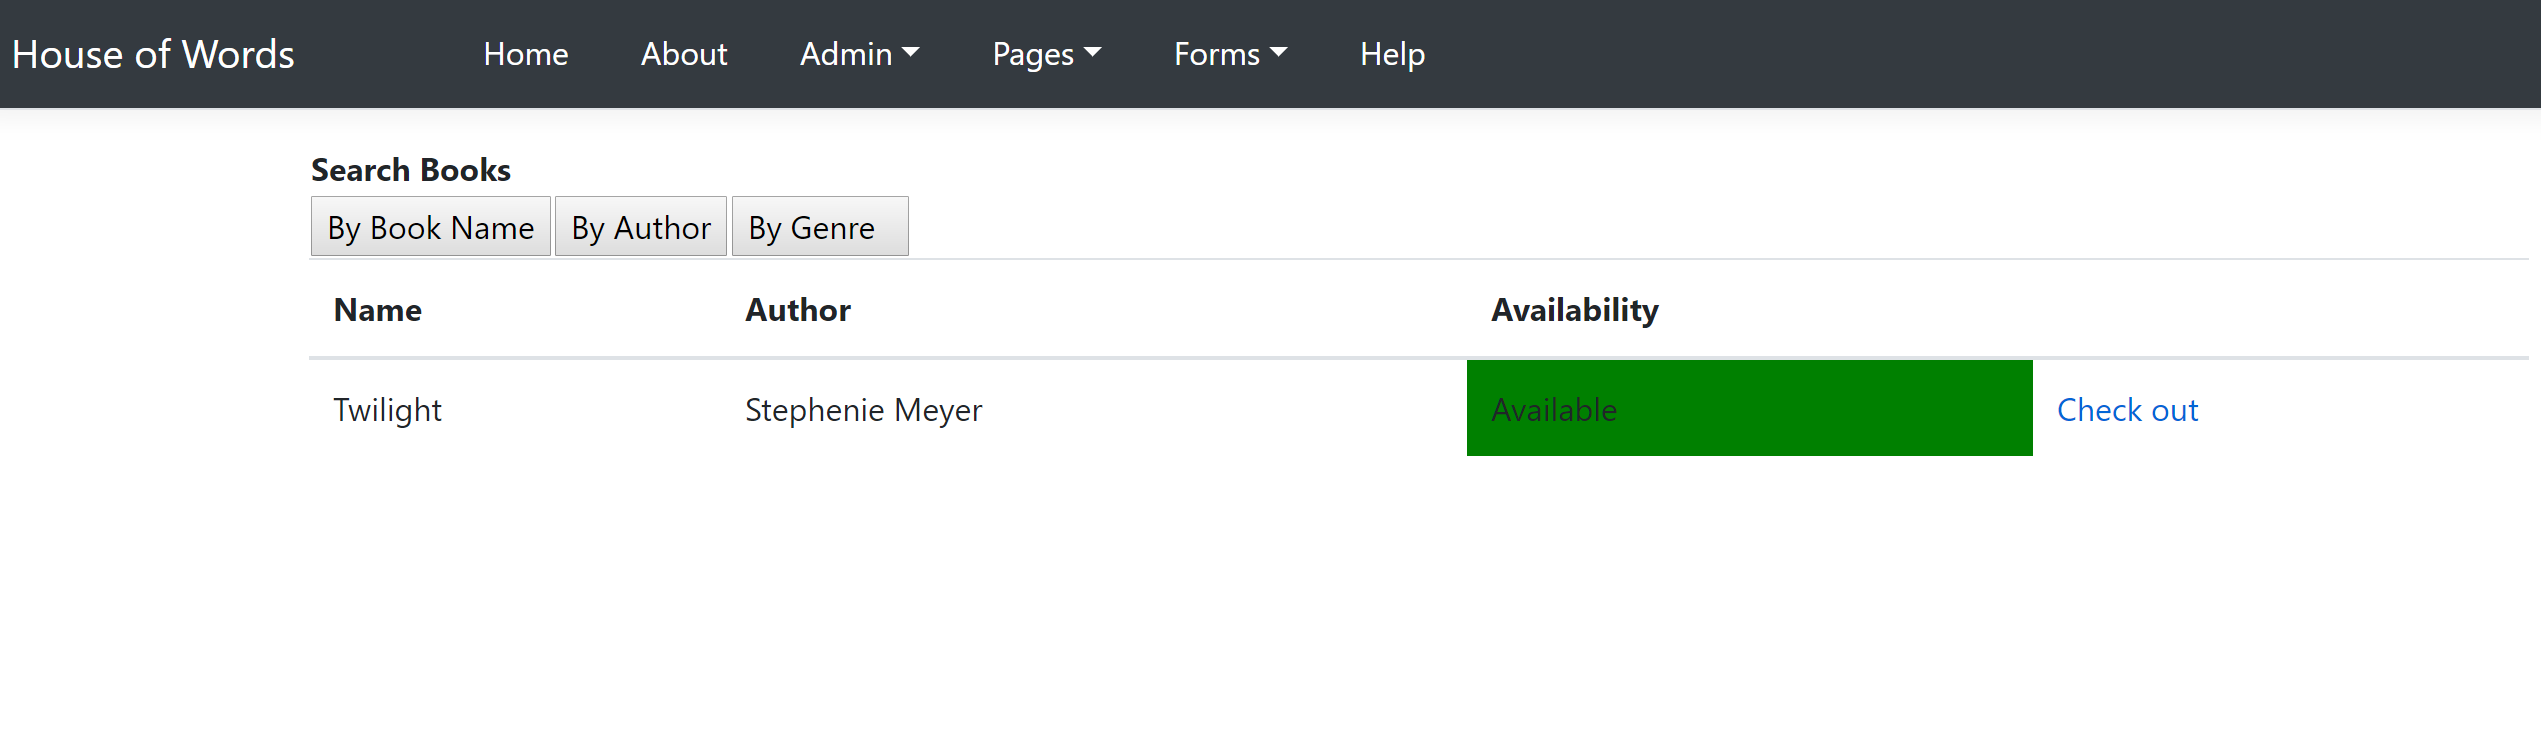 House of Words Home About Admin Pages Forms Help
Search Books
By Book Name By Author By Genre
Name Author Availability
Twilight Stephenie Meyer Available Check out